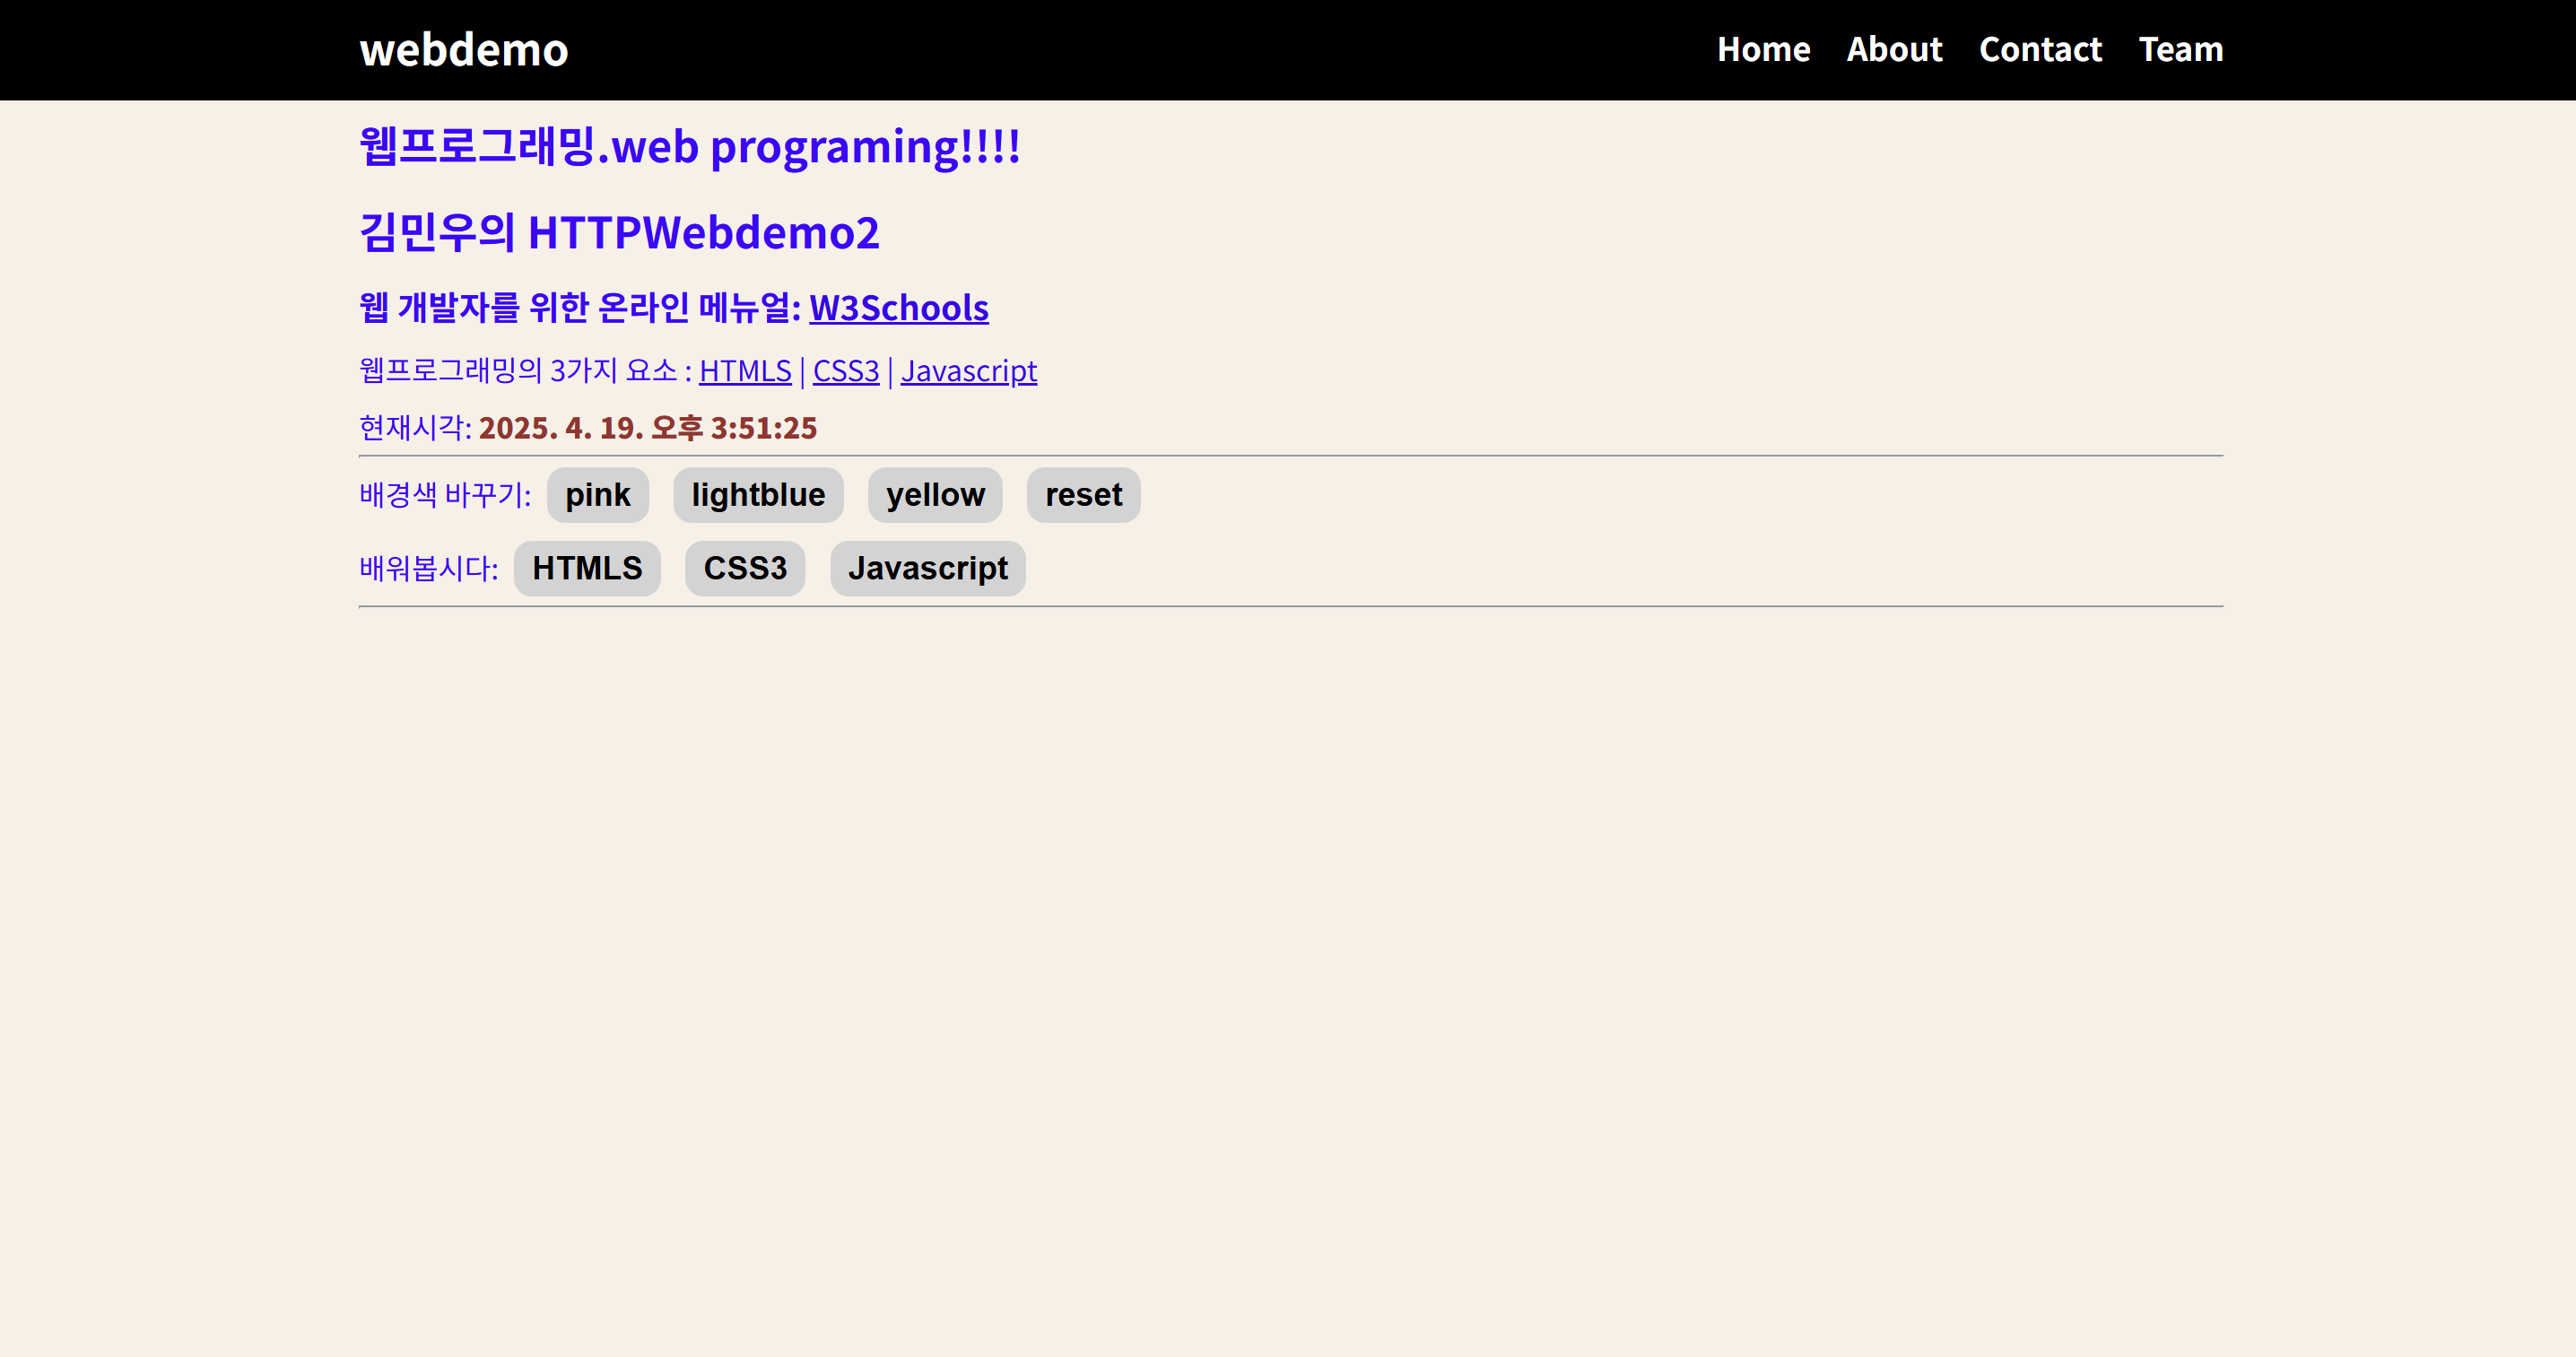 webdemo
Home About Contact Team
웹프로그래밍.web programing!!!!
김민우의 HTTPWebdemo2
웹 개발자를 위한 온라인 메뉴얼: W3Schools
웹프로그래밍의 3가지 요소 : HTMLS | CSS3 | Javascript
현재시각: 2025. 4. 19. 오후 3:51:25
배경색 바꾸기: pink lightblue yellow reset
배워봅시다: HTMLS CSS3 Javascript